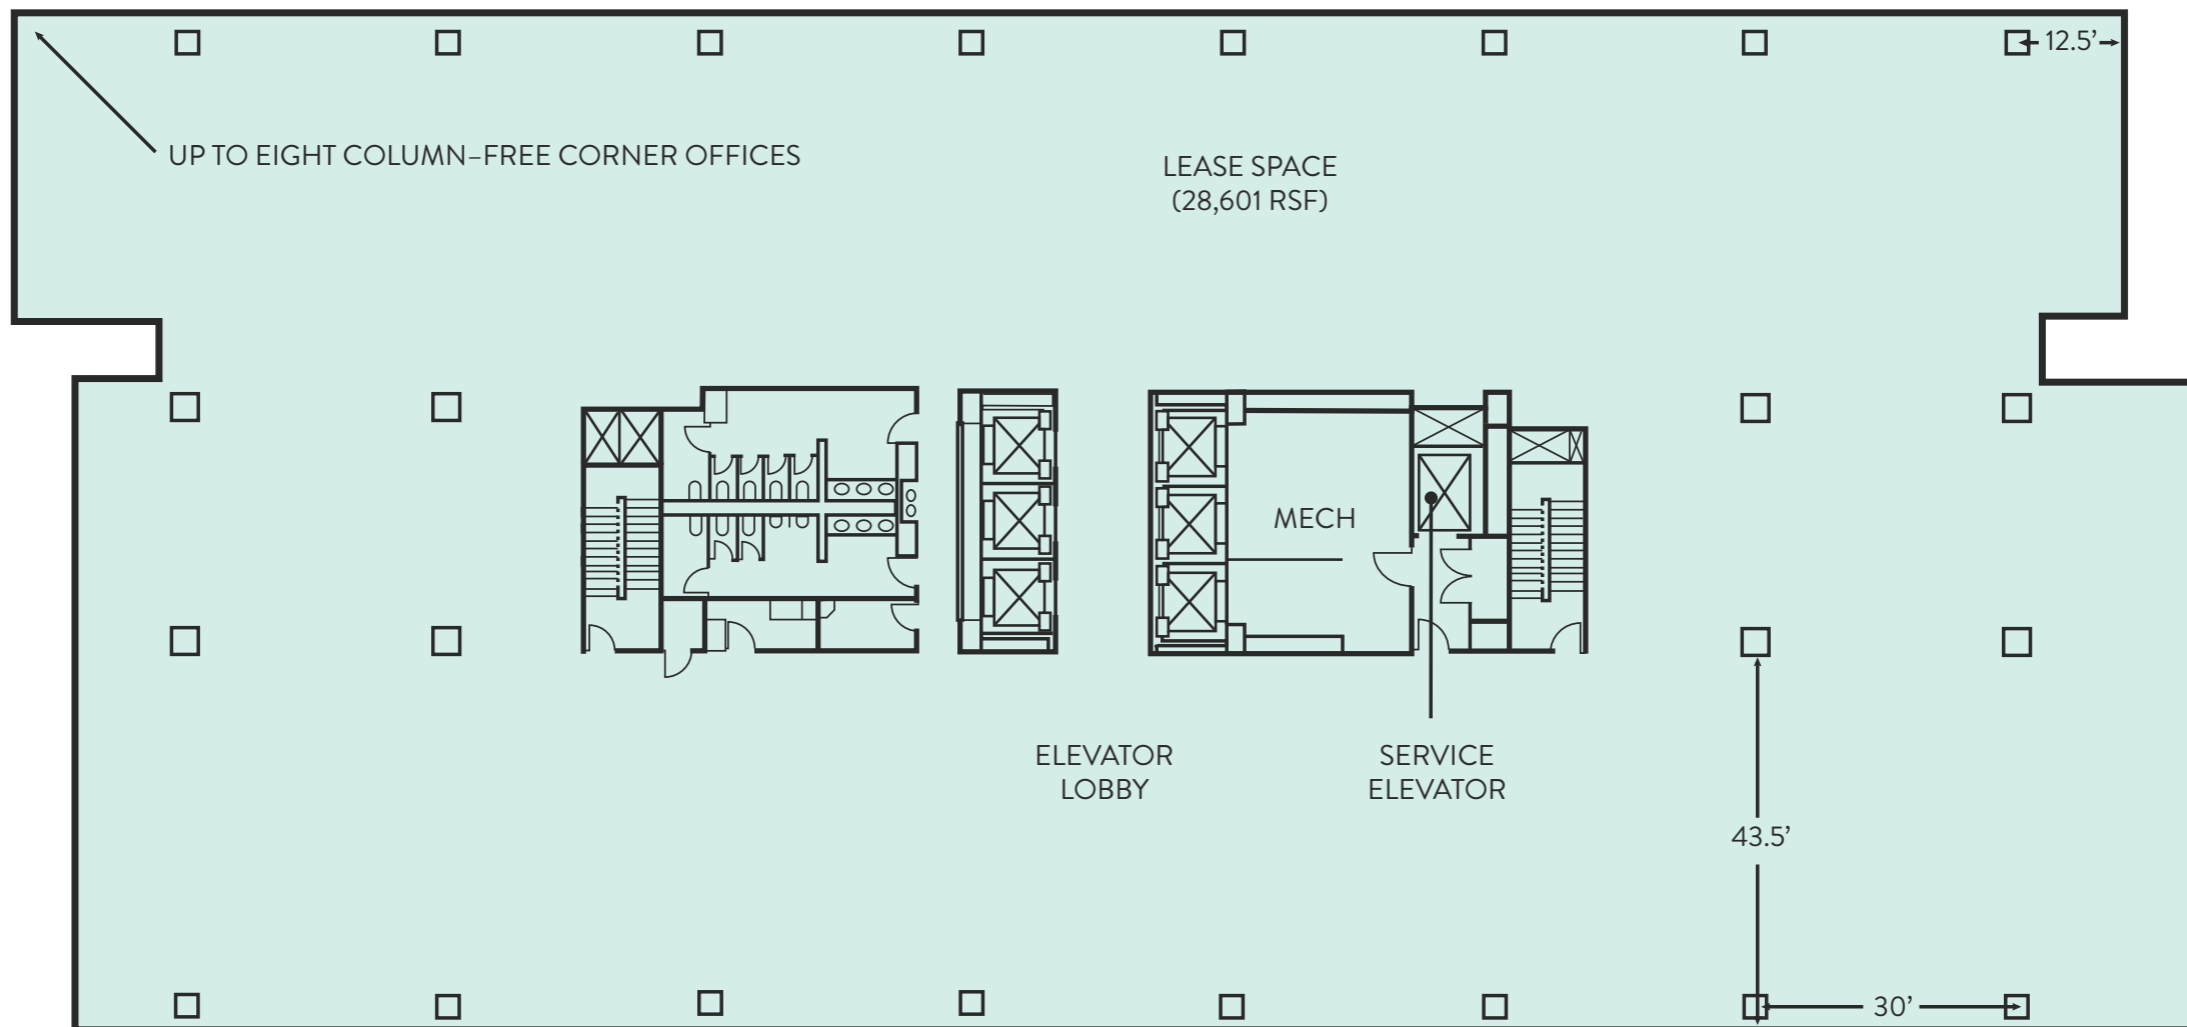 12.5’
UP TO EIGHT COLUMN–FREE CORNER OFFICES
LEASE SPACE
(28,601 RSF)
MECH
ELEVATOR
LOBBY
SERVICE
ELEVATOR
43.5’
30’